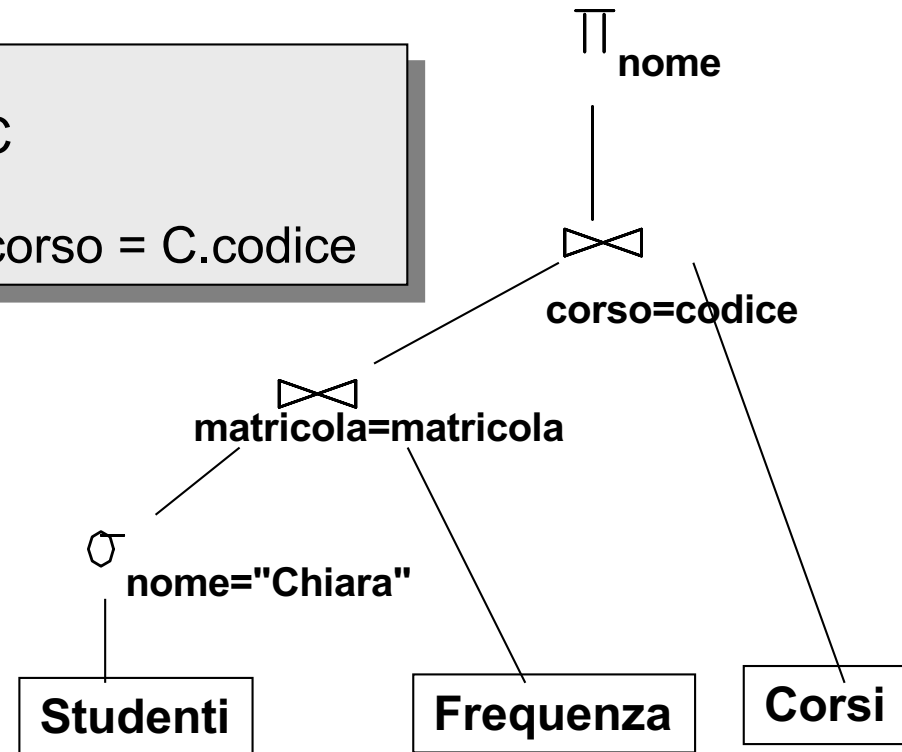 C
corso = C.codice
∏ nome
⋈
corso=codice
⋈
matricola=matricola
σ nome="Chiara"
Studenti
Frequenza
Corsi